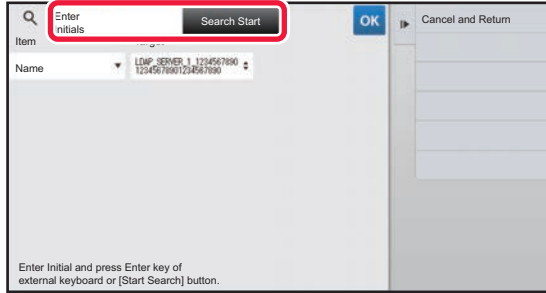 Enter
Initials
Search Start
OK
Cancel and Return
Item
Name
LDAP_SERVER_1_1234567890
12345678901234567890
Enter Initial and press Enter key of
external keyboard or [Start Search] button.